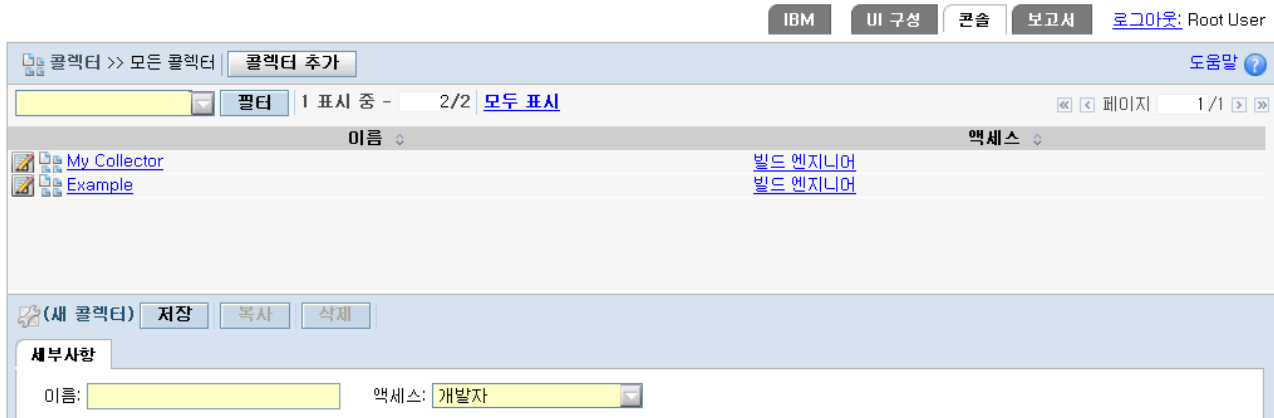 IBM UI 구성 콘솔 보고서 로그아웃: Root User
콜렉터 >> 모든 콜렉터 콜렉터 추가 도움말 ?
필터 1 표시 중 - 2/2 모두 표시 페이지 1/1
이름 액세스
My Collector 빌드 엔지니어
Example 빌드 엔지니어
(새 콜렉터) 저장 복사 삭제
세부사항
이름: 액세스: 개발자